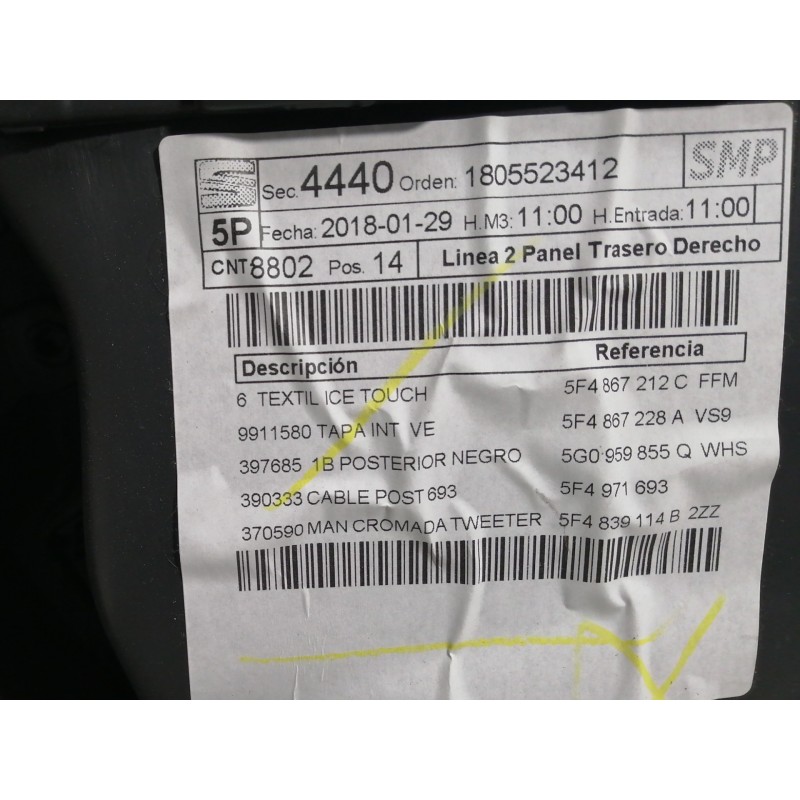 S Sec. 4440 Orden: 1805523412 SMP
5P Fecha: 2018-01-29 H.M3: 11:00 H.Entrada: 11:00
CNT 8802 Pos. 14 Linea 2 Panel Trasero Derecho
Descripción Referencia
6 TEXTIL ICE TOUCH 5F4 867 212 C FFM
9911580 TAPA INT VE 5F4 867 228 A VS9
397685 1B POSTERIOR NEGRO 5G0 959 855 Q WHS
390333 CABLE POST 693 5F4 971 693
370590 MAN CROMADA TWEETER 5F4 839 114 B 2ZZ